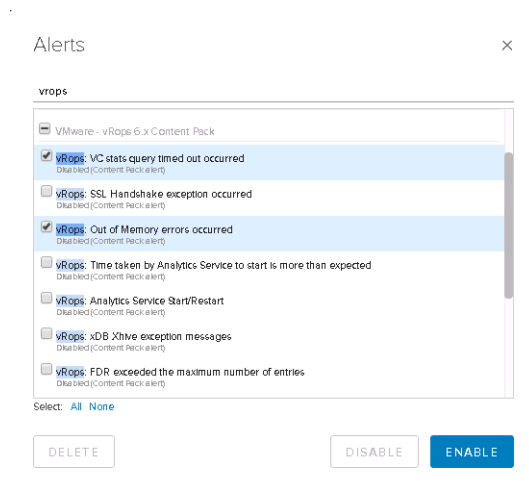 Alerts
vrops
VMware - vRops 6.x Content Pack
vRops: VC stats query timed out occurred
Disabled (Content Pack alert)
vRops: SSL Handshake exception occurred
Disabled (Content Pack alert)
vRops: Out of Memory errors occurred
Disabled (Content Pack alert)
vRops: Time taken by Analytics Service to start is more than expected
Disabled (Content Pack alert)
vRops: Analytics Service Start/Restart
Disabled (Content Pack alert)
vRops: xDB Xhive exception messages
Disabled (Content Pack alert)
vRops: FDR exceeded the maximum number of entries
Disabled (Content Pack alert)
Select: All None
DELETE DISABLE ENABLE